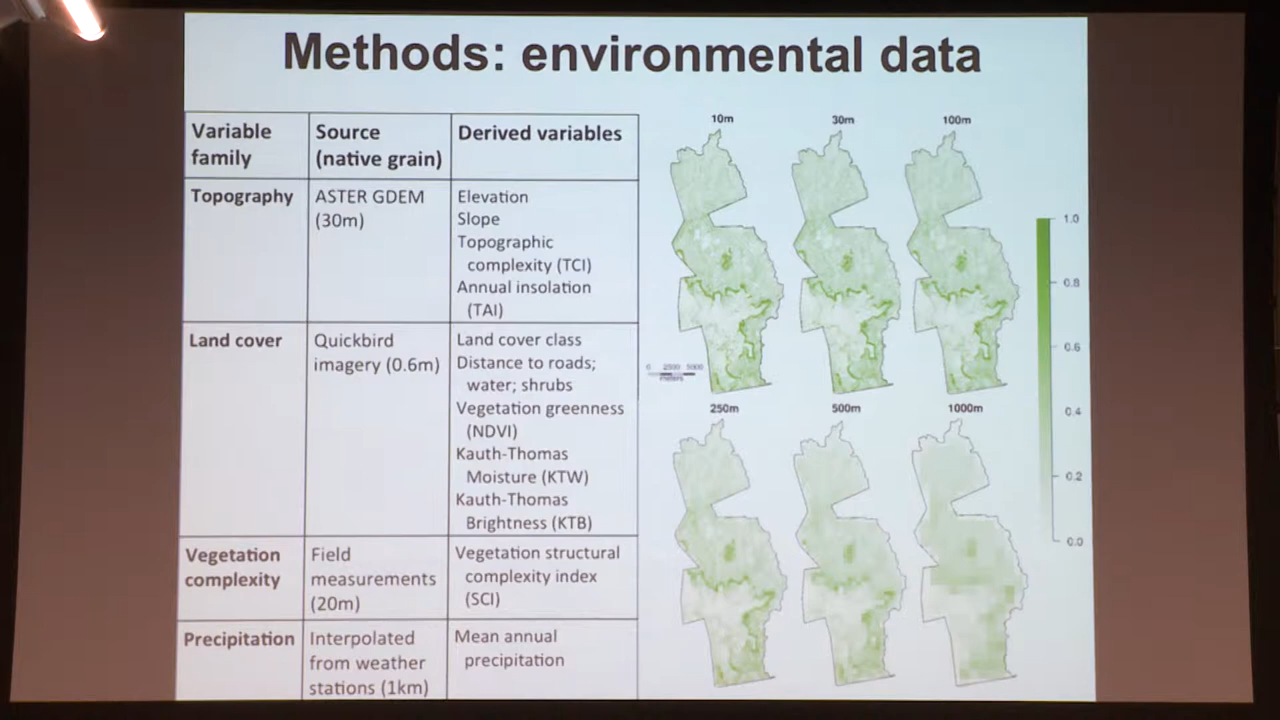 Methods: environmental data
Variable
family
Source
(native grain)
Derived variables
Topography
ASTER GDEM
(30m)
Elevation
Slope
Topographic
complexity (TCI)
Annual insolation
(TAI)
Land cover
Quickbird
imagery (0.6m)
Land cover class
Distance to roads;
water; shrubs
Vegetation greenness
(NDVI)
Kauth-Thomas
Moisture (KTW)
Kauth-Thomas
Brightness (KTB)
Vegetation
complexity
Field
measurements
(20m)
Vegetation structural
complexity index
(SCI)
Precipitation
Interpolated
from weather
stations (1km)
Mean annual
precipitation
10m
30m
100m
0 2500 5000
meters
250m
500m
1000m
1.0
0.8
0.6
0.4
0.2
0.0